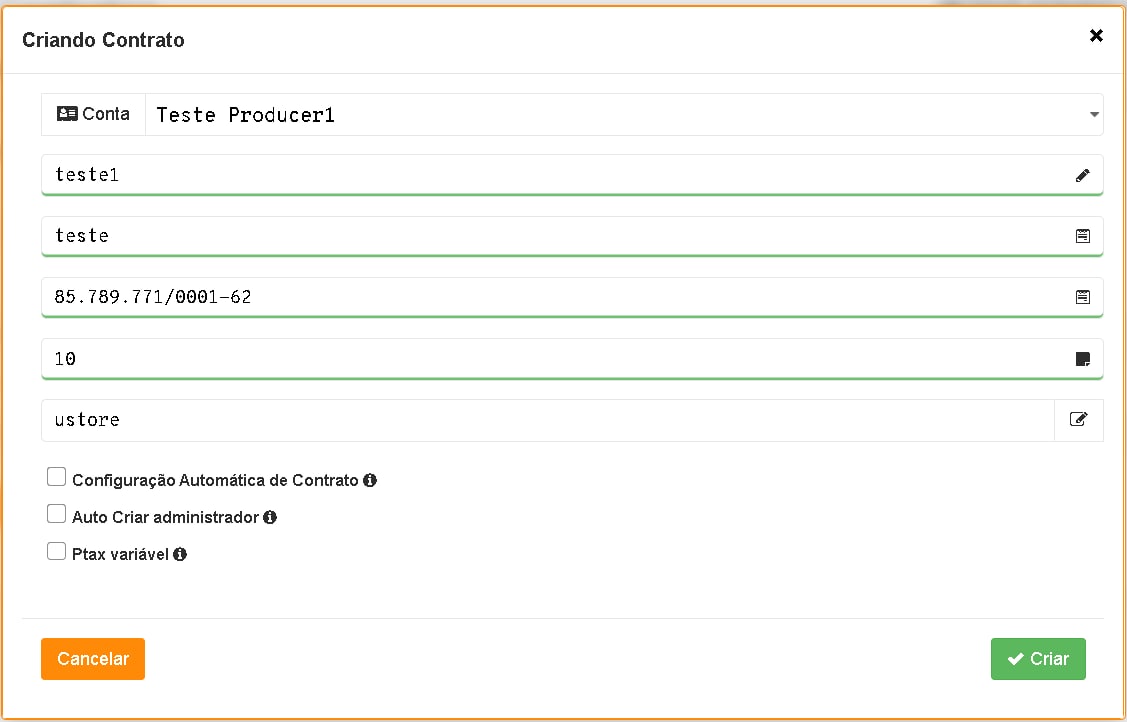 Criando Contrato
Conta
Teste Producer1
teste1
teste
85.789.771/0001-62
10
ustore
Configuração Automática de Contrato
Auto Criar administrador
Ptax variável
Cancelar
Criar